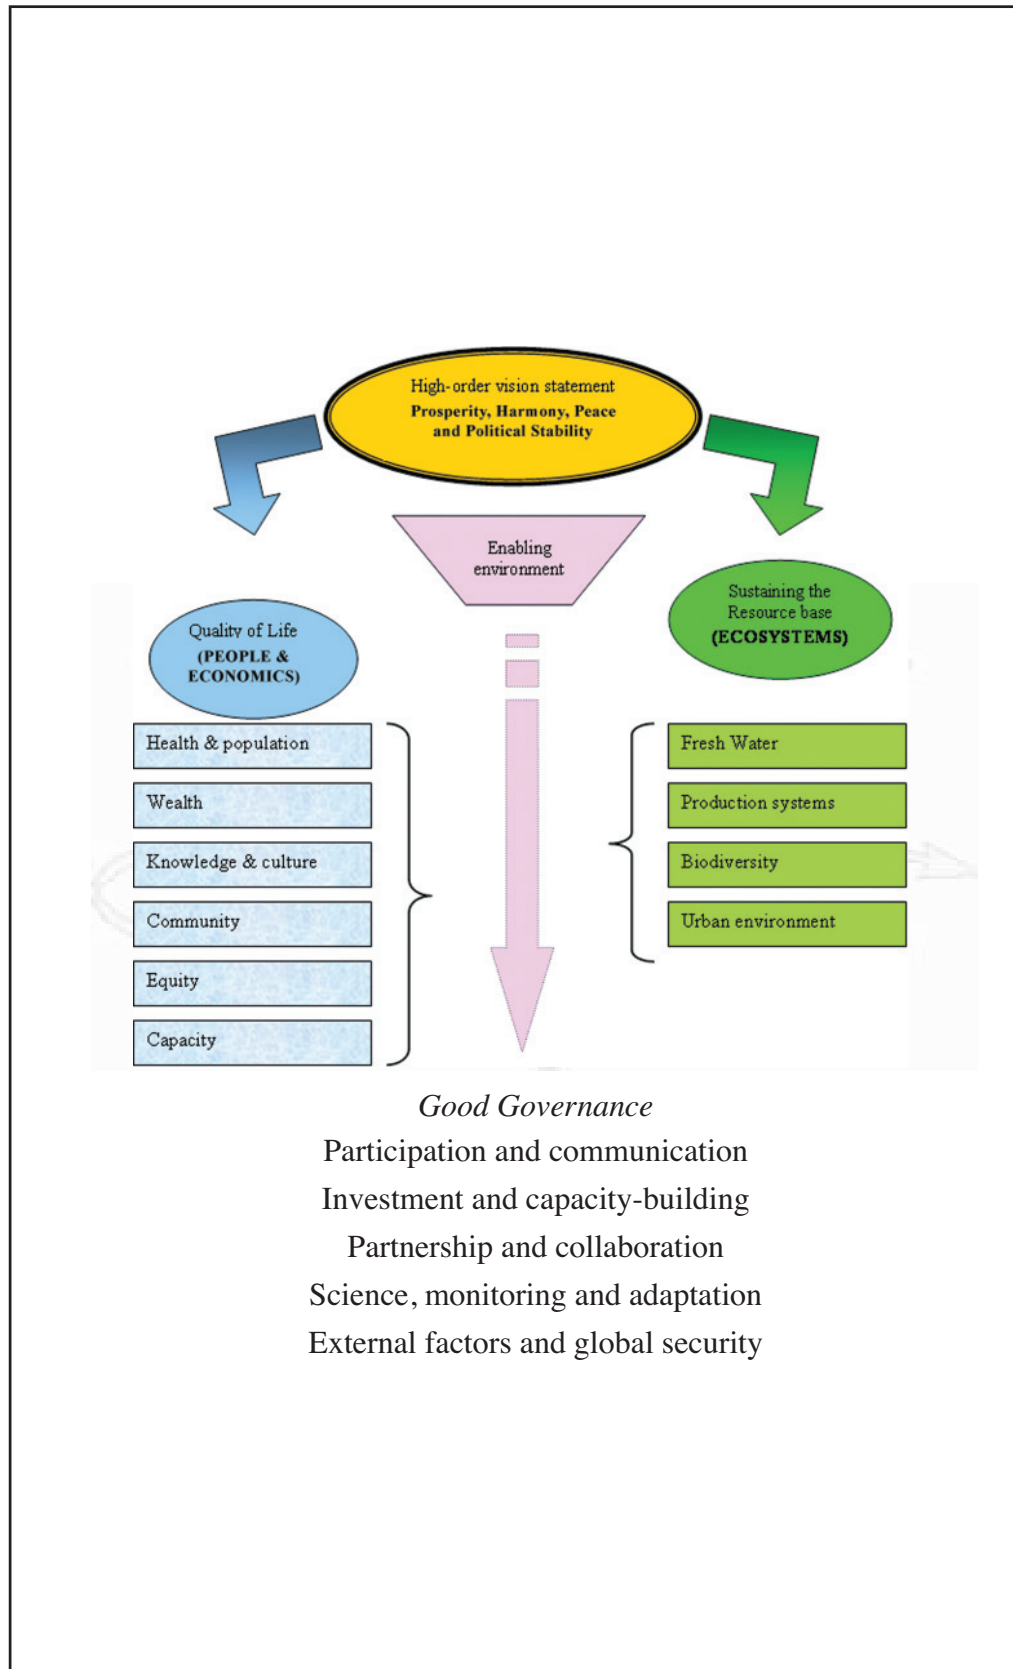 High-order vision statement
Prosperity, Harmony, Peace
and Political Stability
Enabling
environment
Quality of Life
(PEOPLE &
ECONOMICS)
Sustaining the
Resource base
(ECOSYSTEMS)
Health & population
Wealth
Knowledge & culture
Community
Equity
Capacity
Fresh Water
Production systems
Biodiversity
Urban environment
Good Governance
Participation and communication
Investment and capacity-building
Partnership and collaboration
Science, monitoring and adaptation
External factors and global security